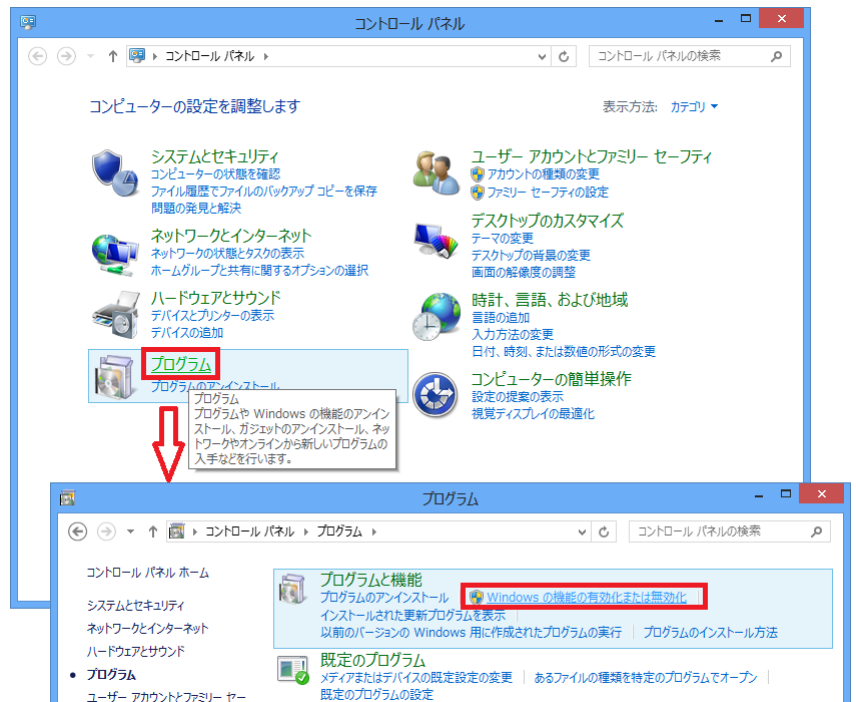 コントロール パネル
コントロール パネル
コントロール パネルの検索
コンピューターの設定を調整します
表示方法: カテゴリ
システムとセキュリティ
コンピューターの状態を確認
ファイル履歴でファイルのバックアップ コピーを保存
問題の発見と解決
ネットワークとインターネット
ネットワークの状態とタスクの表示
ホームグループと共有に関するオプションの選択
ハードウェアとサウンド
デバイスとプリンターの表示
デバイスの追加
プログラム
プログラムのアンインストール
プログラム
プログラムや Windows の機能のアンイン
ストール、ガジェットのアンインストール、ネッ
トワークやオンラインから新しいプログラムの
入手などを行います。
ユーザー アカウントとファミリー セーフティ
アカウントの種類の変更
ファミリー セーフティの設定
デスクトップのカスタマイズ
テーマの変更
デスクトップの背景の変更
画面の解像度の調整
時計、言語、および地域
言語の追加
入力方法の変更
日付、時刻、または数値の形式の変更
コンピューターの簡単操作
設定の提案の表示
視覚ディスプレイの最適化
プログラム
コントロール パネル プログラム
コントロール パネルの検索
コントロール パネル ホーム
システムとセキュリティ
ネットワークとインターネット
ハードウェアとサウンド
プログラム
ユーザー アカウントとファミリー セー
プログラムと機能
プログラムのアンインストール Windows の機能の有効化または無効化
インストールされた更新プログラムを表示
以前のバージョンの Windows 用に作成されたプログラムの実行 プログラムのインストール方法
既定のプログラム
メディアまたはデバイスの既定設定の変更 あるファイルの種類を特定のプログラムでオープン
既定のプログラムの設定